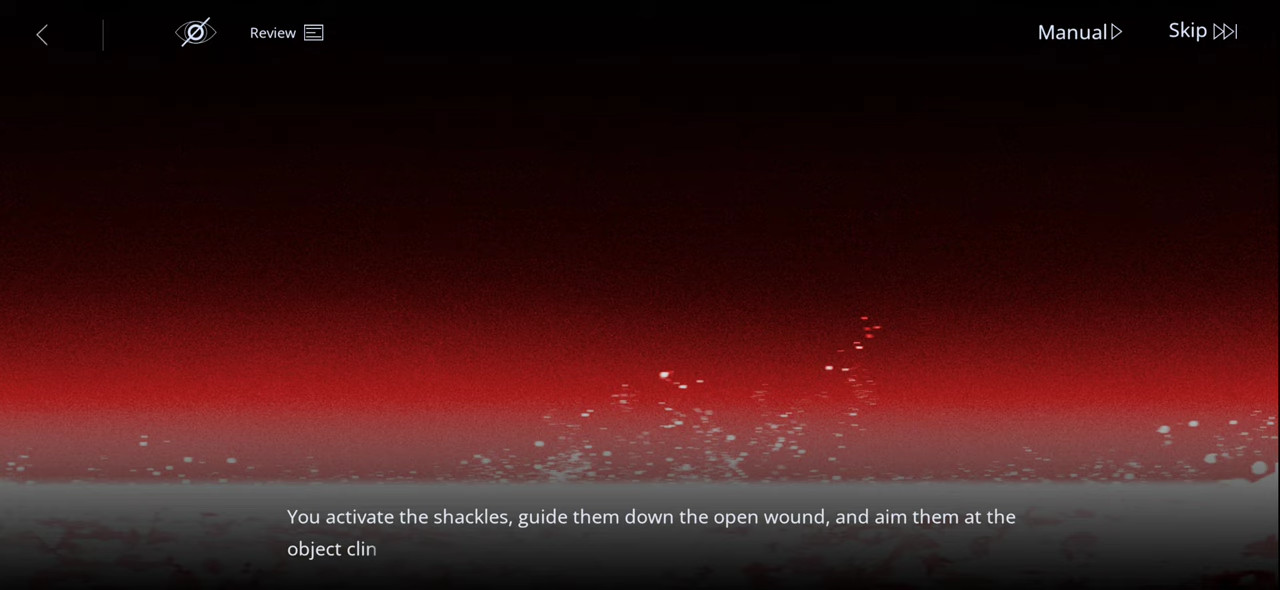 Review
Manual
Skip
You activate the shackles, guide them down the open wound, and aim them at the
object clin